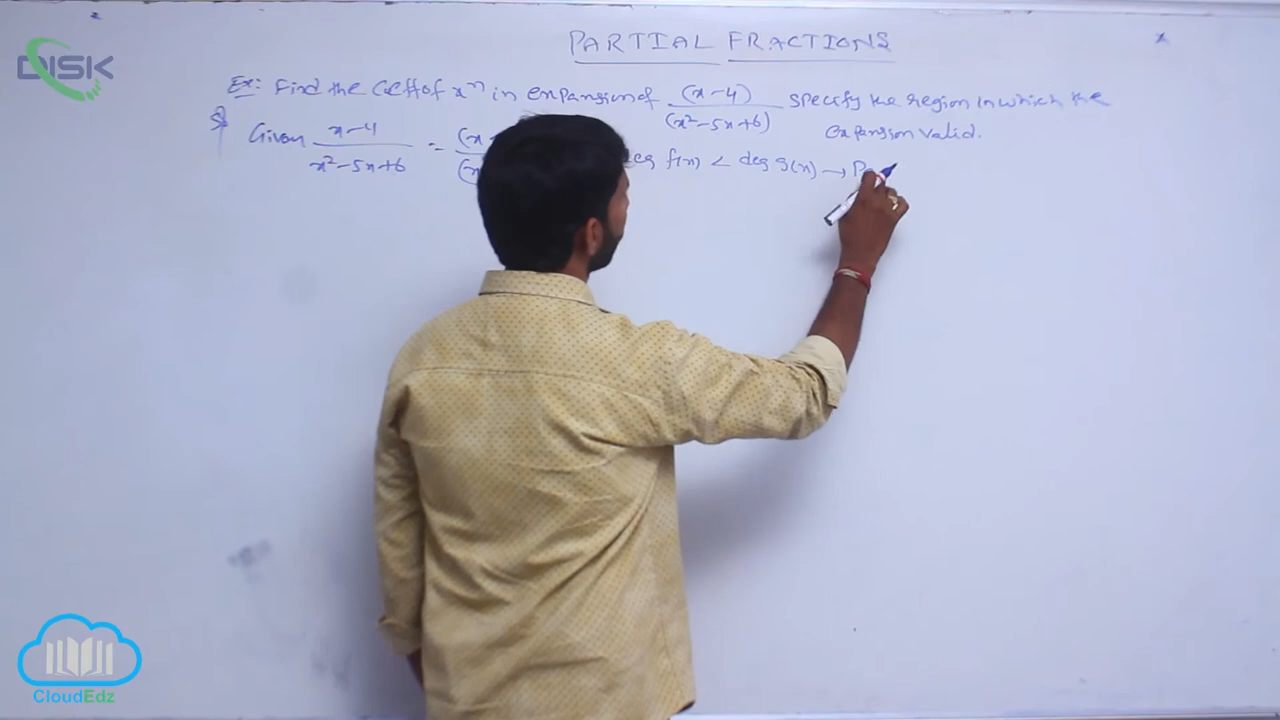 DISK
PARTIAL FRACTIONS
Ex: Find the Coeff of xⁿ in expansion of (x-4)/(x²-5x+6) specify the region in which the
expansion valid.
Given x-4/x²-5x+6 =
f(x) < deg g(x) →
CloudEdz